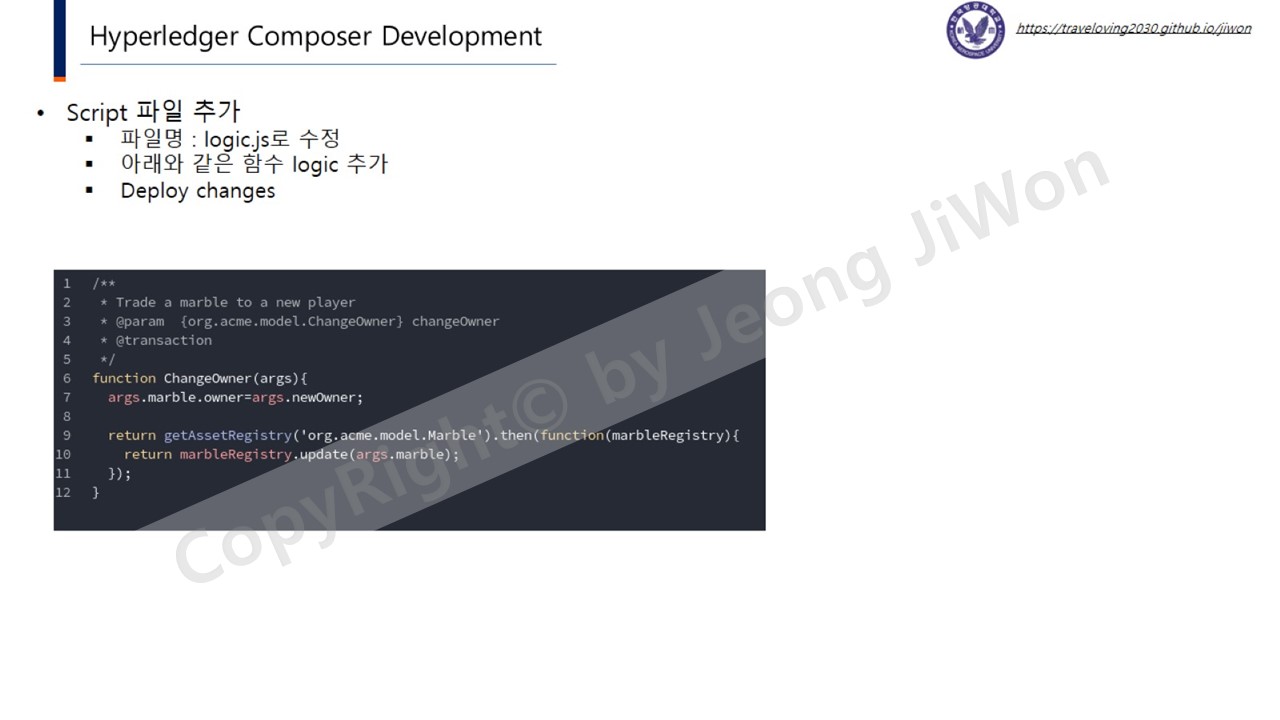 Hyperledger Composer Development
https://traveloving2030.github.io/jiwon
• Script 파일 추가
▪ 파일명 : logic.js로 수정
▪ 아래와 같은 함수 logic 추가
▪ Deploy changes
1 /**
2  * Trade a marble to a new player
3  * @param  {org.acme.model.ChangeOwner} changeOwner
4  * @transaction
5  */
6 function ChangeOwner(args){
7   args.marble.owner=args.newOwner;
8
9   return getAssetRegistry('org.acme.model.Marble').then(function(marbleRegistry){
10     return marbleRegistry.update(args.marble);
11   });
12 }
CopyRight© by Jeong JiWon